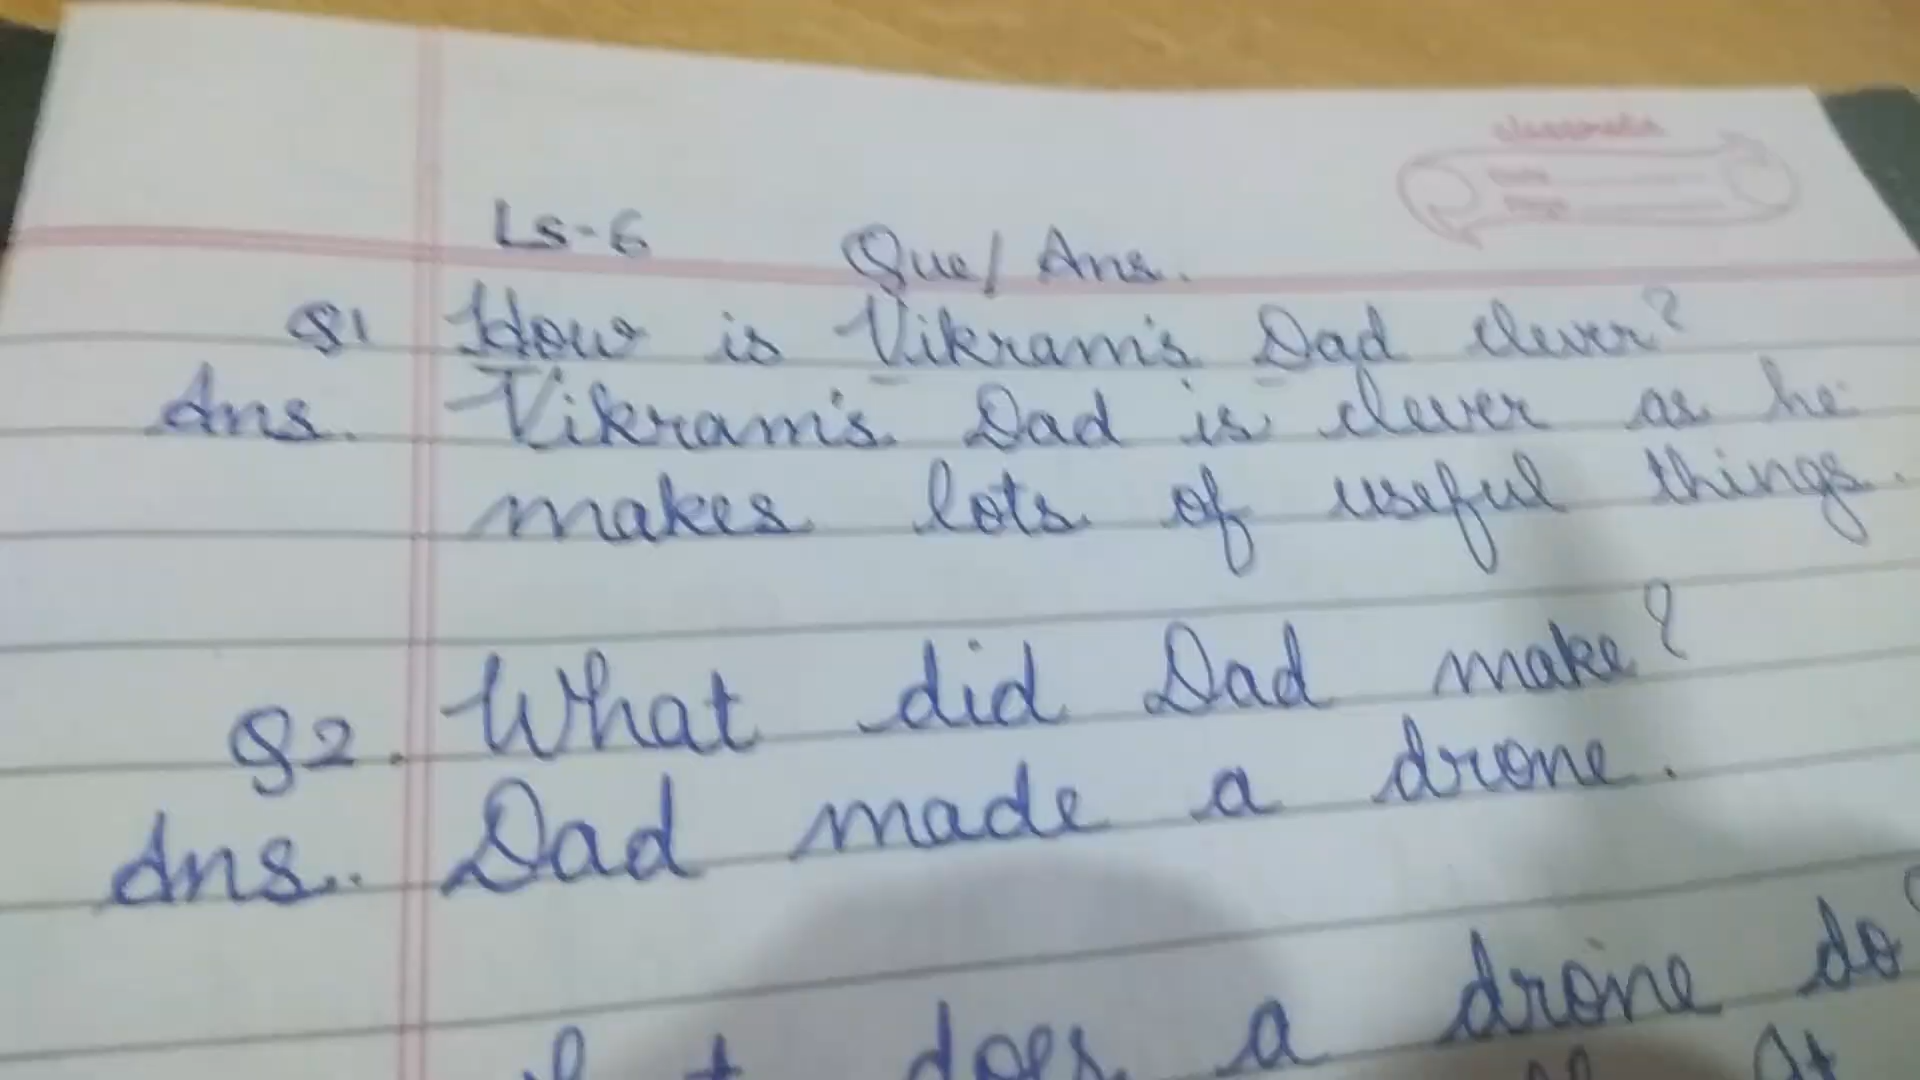 classmate
Ls-6 Que/ Ans.
Q1 How is Vikram's Dad clever?
Ans. Vikram's Dad is clever as he
makes lots of useful things.
Q2. What did Dad make?
Ans. Dad made a drone.
does a drone do?